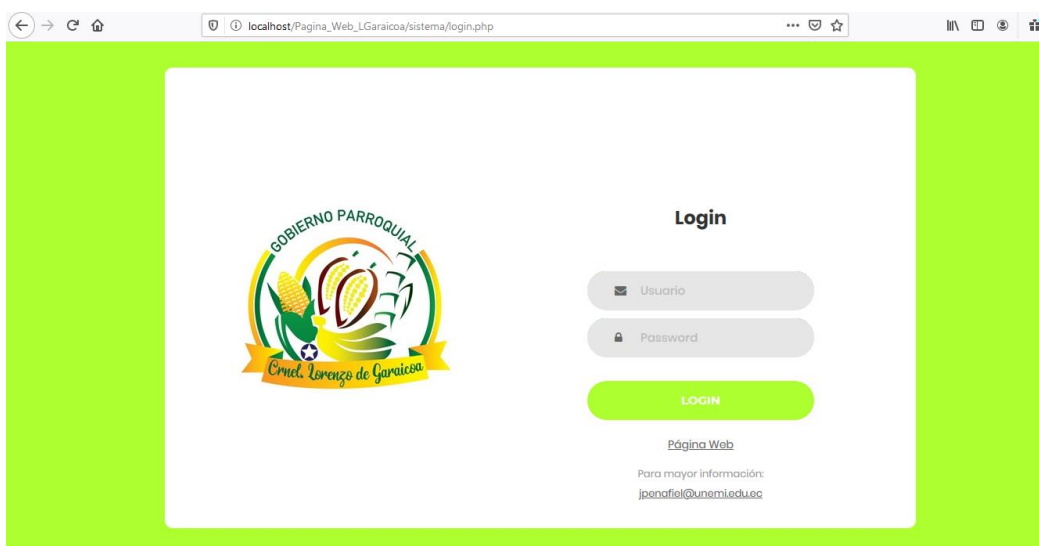 localhost/Pagina_Web_LGaraicoa/sistema/login.php
GOBIERNO PARROQUIAL
Crnel. Lorenzo de Garaicoa
Login
Usuario
Password
LOGIN
Página Web
Para mayor información:
jpenafiel@unemi.edu.ec